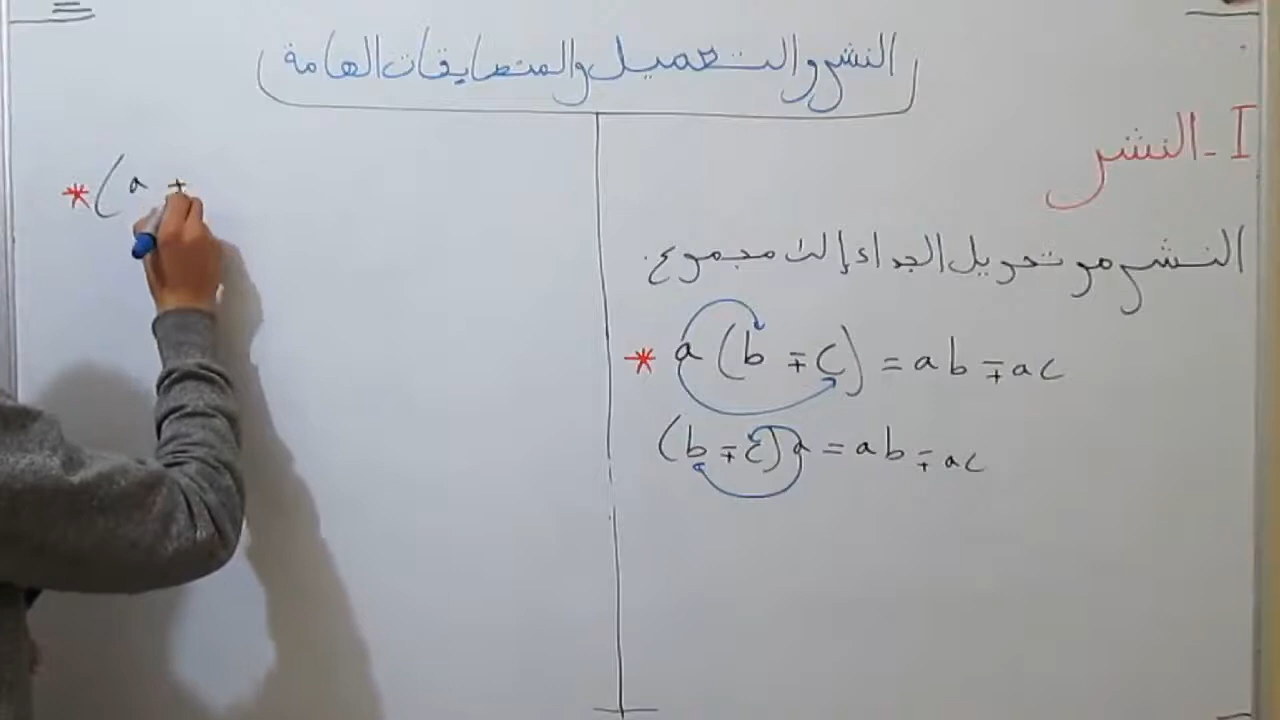 النشر والتعميل والمتطابقات الهامة
I - النشر
النشر هو تحويل الجداء إلى مجموع.
* a (b ∓ c) = ab ∓ ac
(b ∓ c) a = ab ∓ ac
* (a +